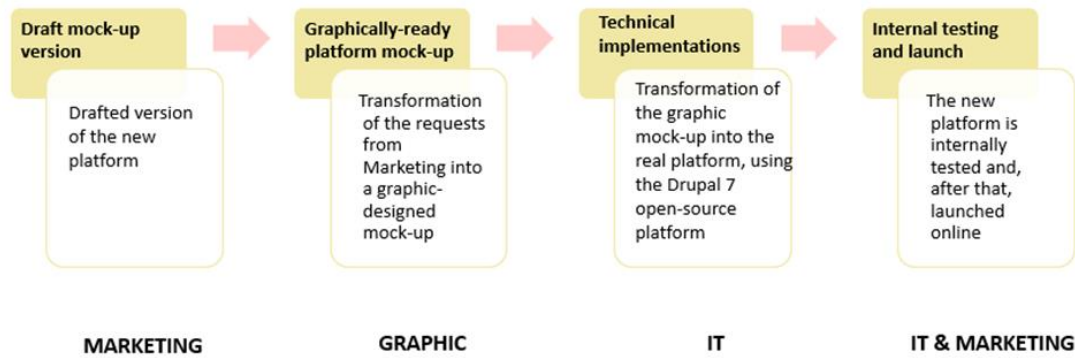 Draft mock-up
version
Drafted version
of the new
platform
MARKETING
Graphically-ready
platform mock-up
Transformation
of the requests
from
Marketing into
a graphic-
designed
mock-up
GRAPHIC
Technical
implementations
Transformation of
the graphic
mock-up into the
real platform, using
the Drupal 7
open-source
platform
IT
Internal testing
and launch
The new
platform is
internally
tested and,
after that,
launched
online
IT & MARKETING